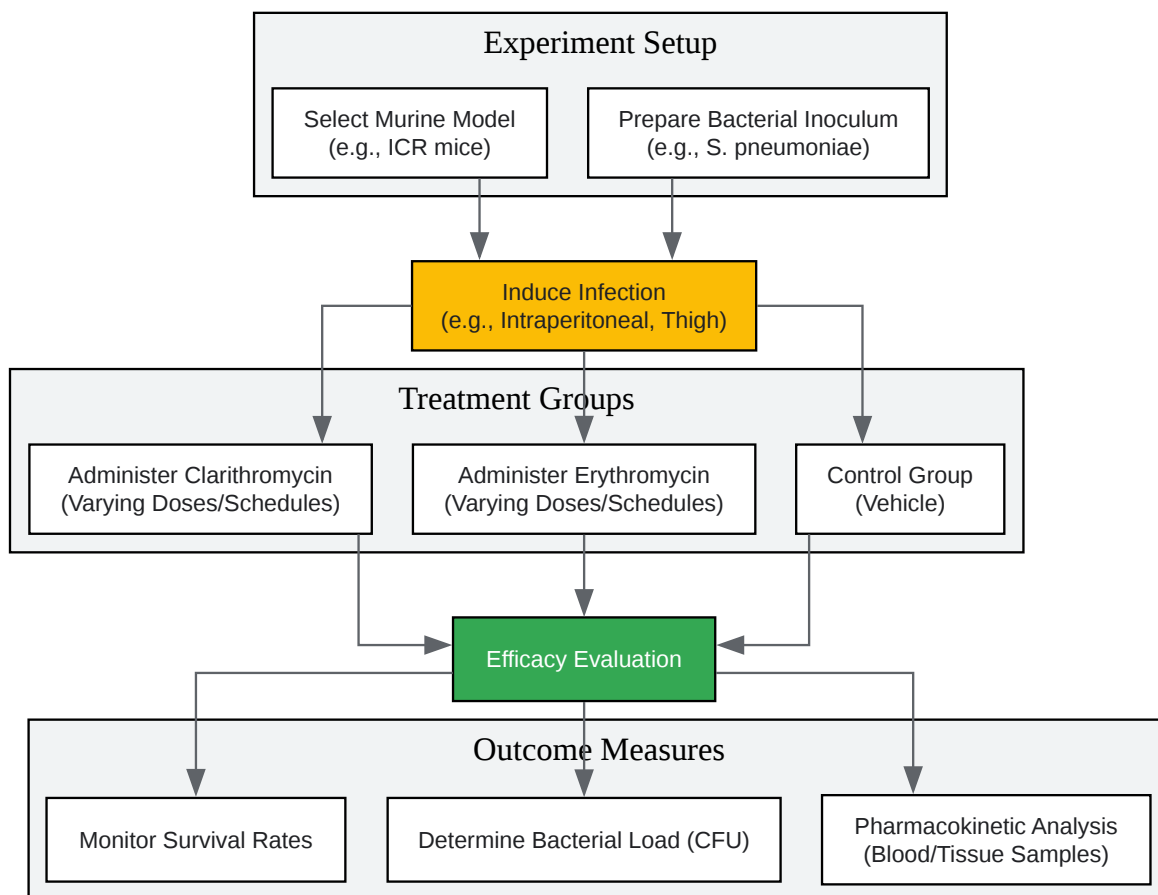 Experiment Setup
Select Murine Model
(e.g., ICR mice)
Prepare Bacterial Inoculum
(e.g., S. pneumoniae)
Induce Infection
(e.g., Intraperitoneal, Thigh)
Treatment Groups
Administer Clarithromycin
(Varying Doses/Schedules)
Administer Erythromycin
(Varying Doses/Schedules)
Control Group
(Vehicle)
Efficacy Evaluation
Outcome Measures
Monitor Survival Rates
Determine Bacterial Load (CFU)
Pharmacokinetic Analysis
(Blood/Tissue Samples)